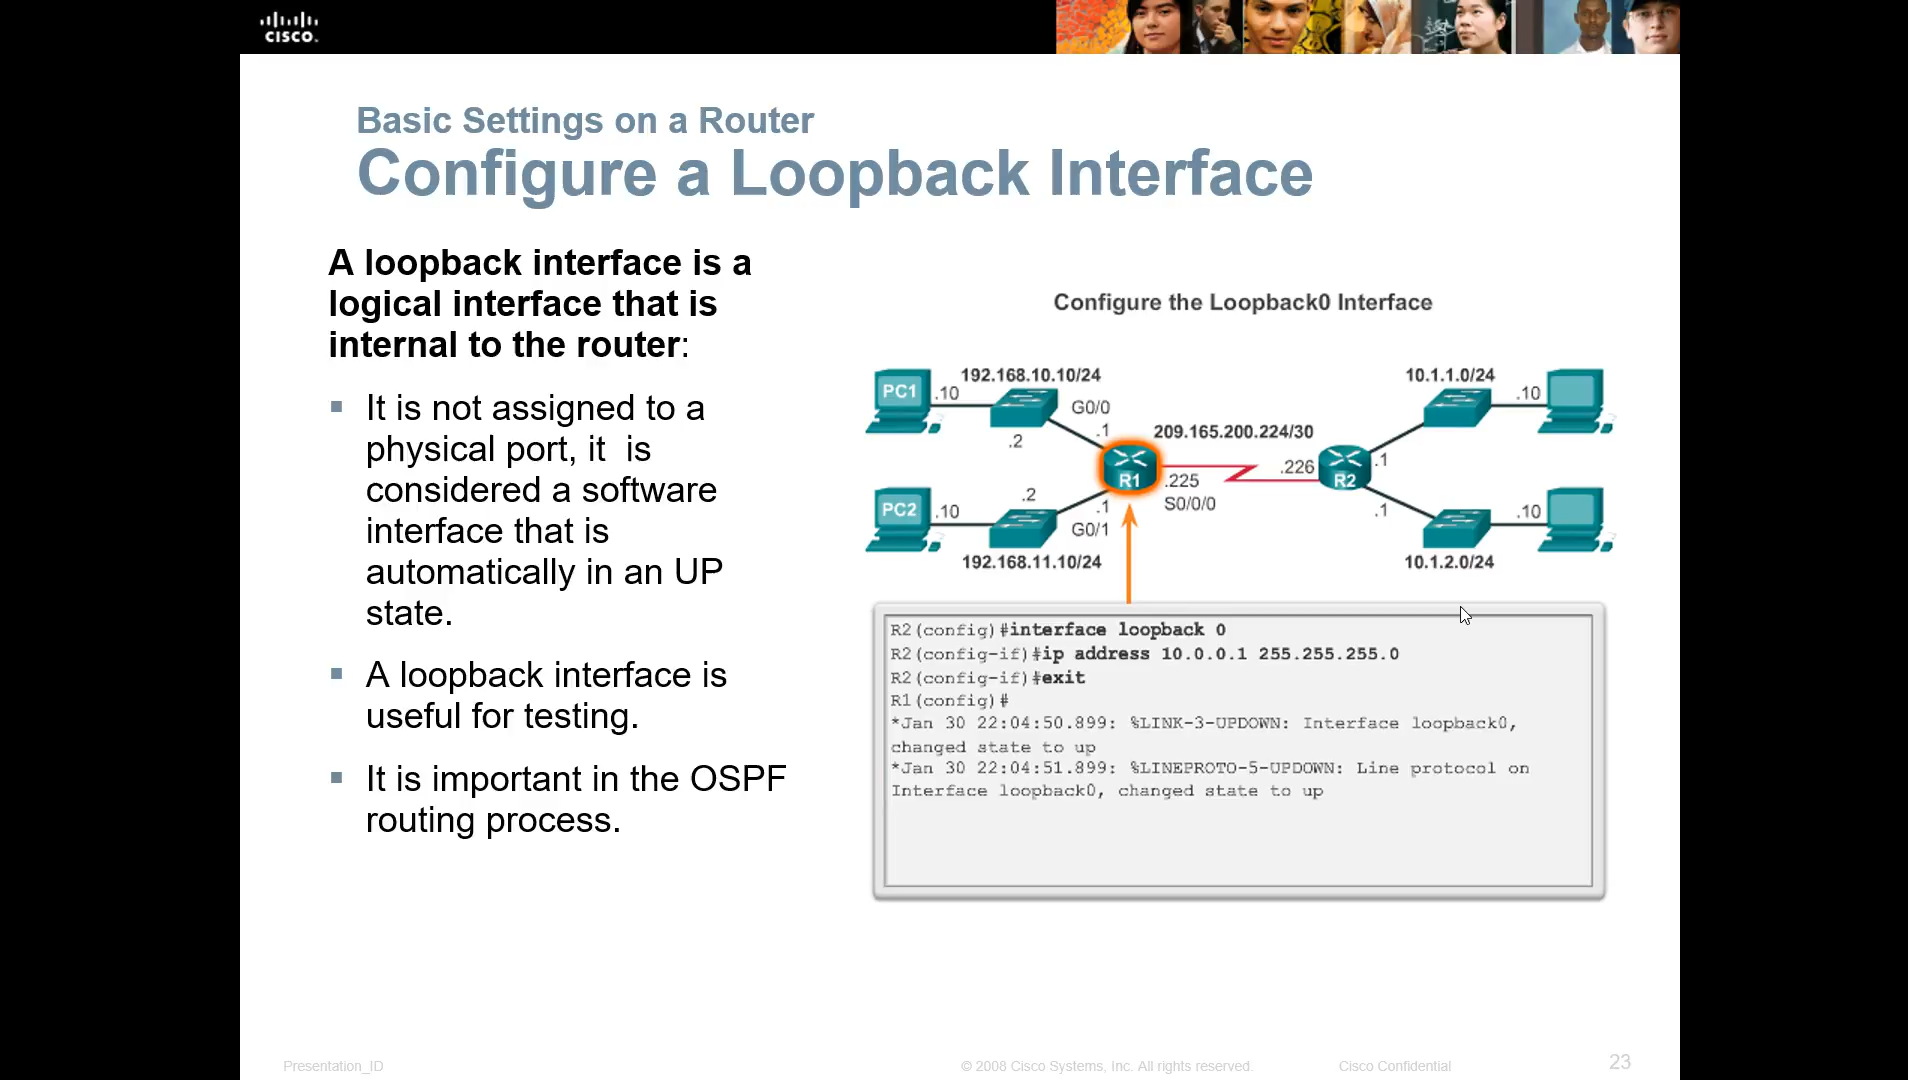 CISCO.
Basic Settings on a Router
Configure a Loopback Interface
A loopback interface is a
logical interface that is
internal to the router:
It is not assigned to a
physical port, it  is
considered a software
interface that is
automatically in an UP
state.
A loopback interface is
useful for testing.
It is important in the OSPF
routing process.
Configure the Loopback0 Interface
192.168.10.10/24
10.1.1.0/24
PC1
.10
G0/0
.10
.2
.1
209.165.200.224/30
R1
.225
.226
R2
.1
S0/0/0
PC2
.10
.2
.1
G0/1
.1
.10
192.168.11.10/24
10.1.2.0/24
R2(config)#interface loopback 0
R2(config-if)#ip address 10.0.0.1 255.255.255.0
R2(config-if)#exit
R1(config)#
*Jan 30 22:04:50.899: %LINK-3-UPDOWN: Interface loopback0,
changed state to up
*Jan 30 22:04:51.899: %LINEPROTO-5-UPDOWN: Line protocol on
Interface loopback0, changed state to up
Presentation_ID
© 2008 Cisco Systems, Inc. All rights reserved.
Cisco Confidential
23